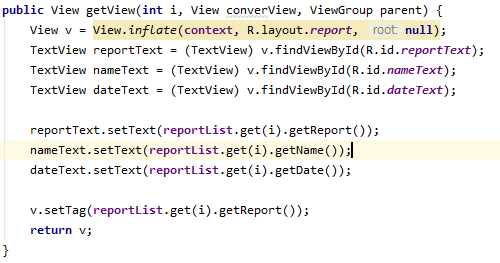 public View getView(int i, View converView, ViewGroup parent) {
View v = View.inflate(context, R.layout.report, root: null);
TextView reportText = (TextView) v.findViewById(R.id.reportText);
TextView nameText = (TextView) v.findViewById(R.id.nameText);
TextView dateText = (TextView) v.findViewById(R.id.dateText);
reportText.setText(reportList.get(i).getReport());
nameText.setText(reportList.get(i).getName());
dateText.setText(reportList.get(i).getDate());
v.setTag(reportList.get(i).getReport());
return v;
}